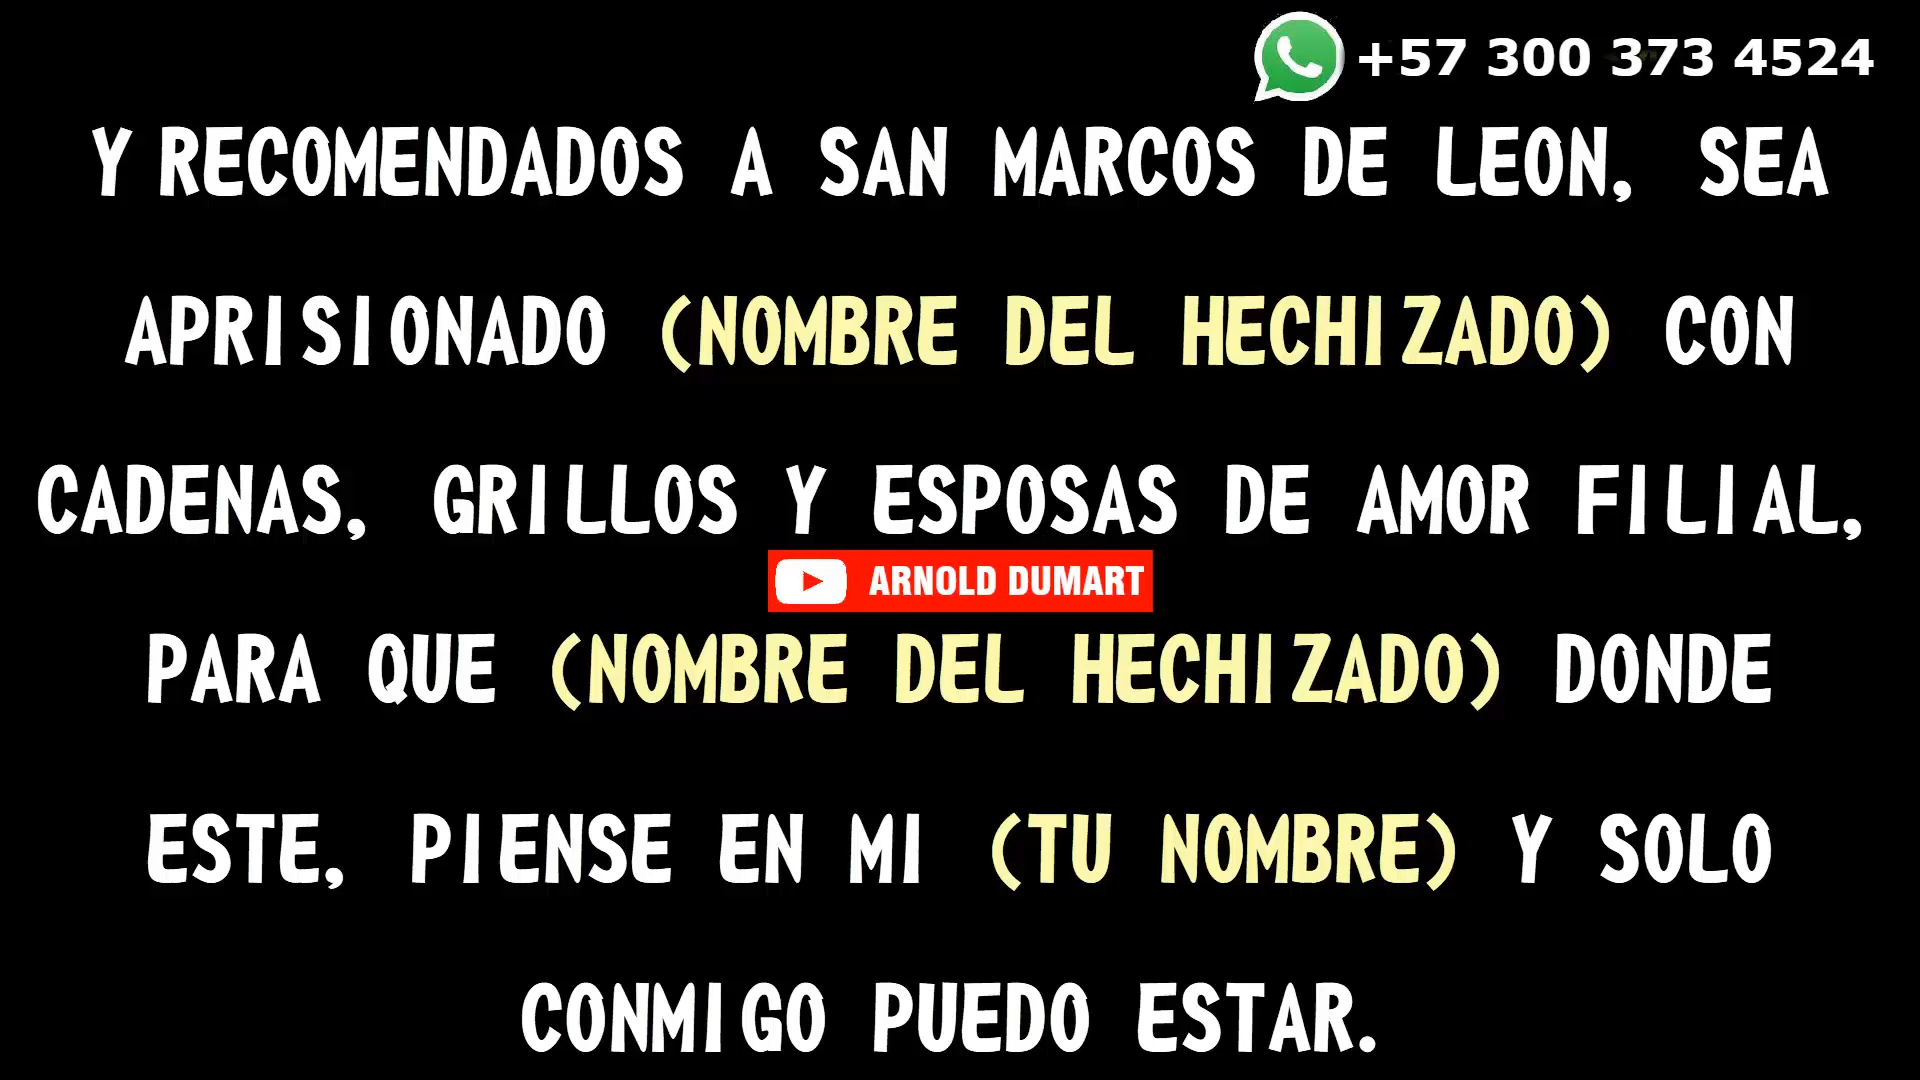 +57 300 373 4524
Y RECOMENDADOS A SAN MARCOS DE LEON, SEA
APRISIONADO (NOMBRE DEL HECHIZADO) CON
CADENAS, GRILLOS Y ESPOSAS DE AMOR FILIAL,
ARNOLD DUMART
PARA QUE (NOMBRE DEL HECHIZADO) DONDE
ESTE, PIENSE EN MI (TU NOMBRE) Y SOLO
CONMIGO PUEDO ESTAR.